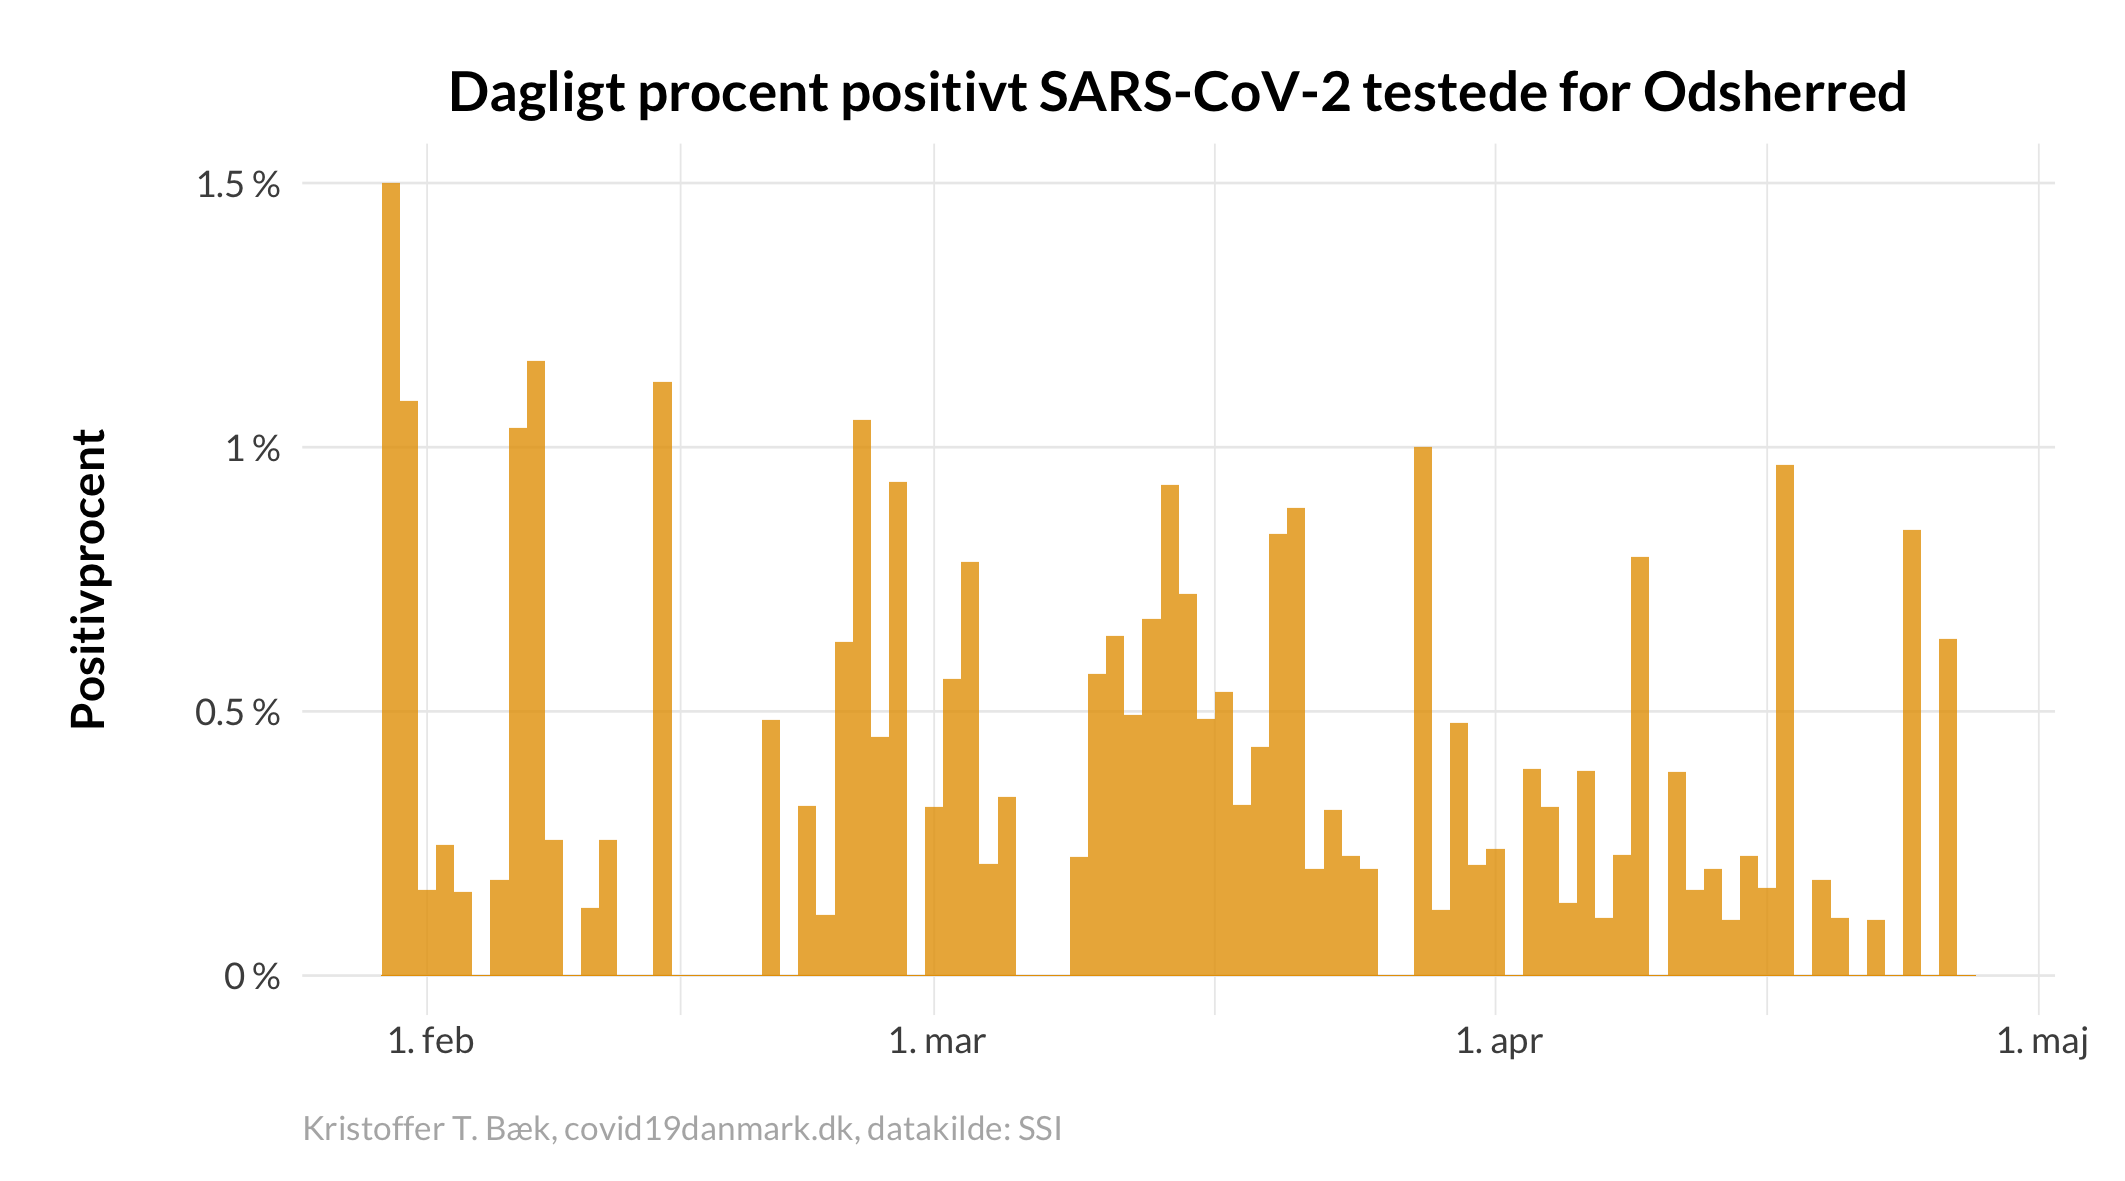 Dagligt procent positivt SARS-CoV-2 testede for Odsherred
Positivprocent
1.5 %
1 %
0.5 %
0 %
1. feb
1. mar
1. apr
1. maj
Kristoffer T. Bæk, covid19danmark.dk, datakilde: SSI